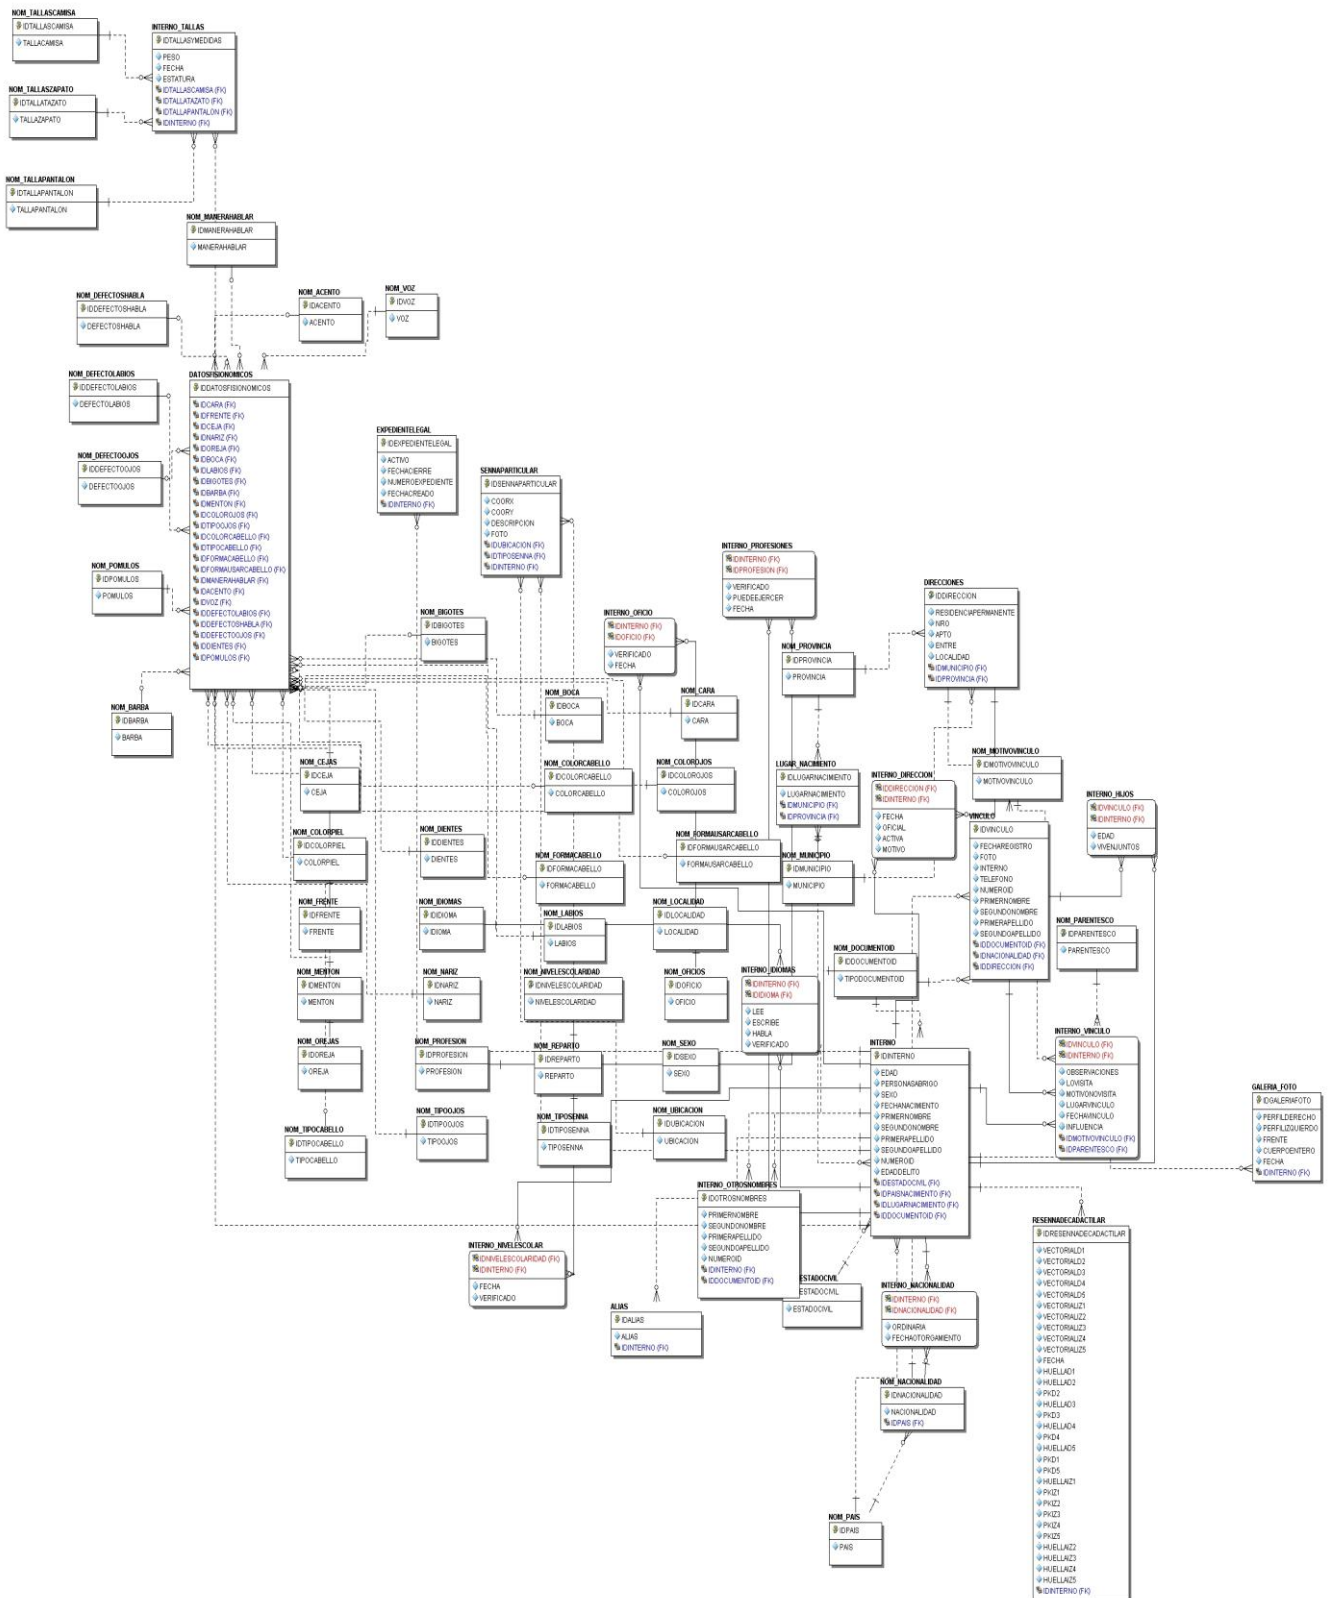 NOM_TALLASCAMISA
IDTALLASCAMISA
TALLACAMISA
INTERNO_TALLAS
IDTALLASYMEDIDAS
PESO
FECHA
ESTATURA
IDTALLASCAMISA (FK)
IDTALLATAZATO (FK)
IDTALLAPANTALON (FK)
IDINTERNO (FK)
NOM_TALLASZAPATO
IDTALLATAZATO
TALLAZAPATO
NOM_TALLAPANTALON
IDTALLAPANTALON
TALLAPANTALON
NOM_MANERAHABLAR
IDMANERAHABLAR
MANERAHABLAR
NOM_DEFECTOSHABLA
IDDEFECTOSHABLA
DEFECTOSHABLA
NOM_ACENTO
IDACENTO
ACENTO
NOM_VOZ
IDVOZ
VOZ
NOM_DEFECTOLABIOS
IDDEFECTOLABIOS
DEFECTOLABIOS
DATOSFISIONOMICOS
IDDATOSFISIONOMICOS
IDCARA (FK)
IDFRENTE (FK)
IDCEJA (FK)
IDNARIZ (FK)
IDOREJA (FK)
IDBOCA (FK)
IDLABIOS (FK)
IDBIGOTES (FK)
IDBARBA (FK)
IDMENTON (FK)
IDCOLOROJOS (FK)
IDTIPOOJOS (FK)
IDCOLORCABELLO (FK)
IDTIPOCABELLO (FK)
IDFORMACABELLO (FK)
IDFORMAUSARCABELLO (FK)
IDMANERAHABLAR (FK)
IDACENTO (FK)
IDVOZ (FK)
IDDEFECTOLABIOS (FK)
IDDEFECTOSHABLA (FK)
IDDEFECTOOJOS (FK)
IDDIENTES (FK)
IDPOMULOS (FK)
NOM_DEFECTOOJOS
IDDEFECTOOJOS
DEFECTOOJOS
NOM_POMULOS
IDPOMULOS
POMULOS
NOM_BARBA
IDBARBA
BARBA
EXPEDIENTELEGAL
IDEXPEDIENTELEGAL
ACTIVO
FECHACIERRE
NUMEROEXPEDIENTE
FECHACREADO
IDINTERNO (FK)
SENNAPARTICULAR
IDSENNAPARTICULAR
COORX
COORY
DESCRIPCION
FOTO
IDUBICACION (FK)
IDTIPOSENNA (FK)
IDINTERNO (FK)
NOM_BIGOTES
IDBIGOTES
BIGOTES
INTERNO_OFICIO
IDINTERNO (FK)
IDOFICIO (FK)
VERIFICADO
FECHA
INTERNO_PROFESIONES
IDINTERNO (FK)
IDPROFESION (FK)
VERIFICADO
PUEDEEJERCER
FECHA
NOM_PROVINCIA
IDPROVINCIA
PROVINCIA
DIRECCIONES
IDDIRECCION
RESIDENCIAPERMANENTE
NRO
APTO
ENTRE
LOCALIDAD
IDMUNICIPIO (FK)
IDPROVINCIA (FK)
NOM_BOCA
IDBOCA
BOCA
NOM_CARA
IDCARA
CARA
NOM_CEJAS
IDCEJA
CEJA
NOM_COLORCABELLO
IDCOLORCABELLO
COLORCABELLO
NOM_COLOROJOS
IDCOLOROJOS
COLOROJOS
LUGAR_NACIMIENTO
IDLUGARNACIMIENTO
LUGARNACIMIENTO
IDMUNICIPIO (FK)
IDPROVINCIA (FK)
INTERNO_DIRECCION
IDDIRECCION (FK)
IDINTERNO (FK)
FECHA
OFICIAL
ACTIVA
MOTIVO
NOM_MOTIVOVINCULO
IDMOTIVOVINCULO
MOTIVOVINCULO
INTERNO_HIJOS
IDVINCULO (FK)
IDINTERNO (FK)
EDAD
VIVENJUNTOS
VINCULO
IDVINCULO
FECHAREGISTRO
FOTO
INTERNO
TELEFONO
NUMEROID
PRIMERNOMBRE
SEGUNDONOMBRE
PRIMERAPELLIDO
SEGUNDOAPELLIDO
IDDOCUMENTOID (FK)
IDNACIONALIDAD (FK)
IDDIRECCION (FK)
NOM_COLORPIEL
IDCOLORPIEL
COLORPIEL
NOM_DIENTES
IDDIENTES
DIENTES
NOM_FORMACABELLO
IDFORMACABELLO
FORMACABELLO
NOM_FORMAUSARCABELLO
IDFORMAUSARCABELLO
FORMAUSARCABELLO
NOM_MUNICIPIO
IDMUNICIPIO
MUNICIPIO
NOM_FRENTE
IDFRENTE
FRENTE
NOM_IDIOMAS
IDIDIOMA
IDIOMA
NOM_LABIOS
IDLABIOS
LABIOS
NOM_LOCALIDAD
IDLOCALIDAD
LOCALIDAD
NOM_PARENTESCO
IDPARENTESCO
PARENTESCO
NOM_DOCUMENTOID
IDDOCUMENTOID
TIPODOCUMENTOID
NOM_MENTON
IDMENTON
MENTON
NOM_NARIZ
IDNARIZ
NARIZ
NOM_NIVELESCOLARIDAD
IDNIVELESCOLARIDAD
NIVELESCOLARIDAD
NOM_OFICIOS
IDOFICIO
OFICIO
INTERNO_IDIOMAS
IDINTERNO (FK)
IDIDIOMA (FK)
LEE
ESCRIBE
HABLA
VERIFICADO
NOM_OREJAS
IDOREJA
OREJA
NOM_PROFESION
IDPROFESION
PROFESION
NOM_REPARTO
IDREPARTO
REPARTO
NOM_SEXO
IDSEXO
SEXO
INTERNO
IDINTERNO
EDAD
PERSONASABRIGO
SEXO
FECHANACIMIENTO
PRIMERNOMBRE
SEGUNDONOMBRE
PRIMERAPELLIDO
SEGUNDOAPELLIDO
NUMEROID
EDADDELITO
IDESTADOCIVIL (FK)
IDPAISNACIMIENTO (FK)
IDLUGARNACIMIENTO (FK)
IDDOCUMENTOID (FK)
INTERNO_VINCULO
IDVINCULO (FK)
IDINTERNO (FK)
OBSERVACIONES
LOVISITA
MOTIVONOVISITA
LUGARVINCULO
FECHAVINCULO
INFLUENCIA
IDMOTIVOVINCULO (FK)
IDPARENTESCO (FK)
GALERIA_FOTO
IDGALERIAFOTO
PERFILDERECHO
PERFILIZQUIERDO
FRENTE
CUERPOENTERO
FECHA
IDINTERNO (FK)
NOM_TIPOCABELLO
IDTIPOCABELLO
TIPOCABELLO
NOM_TIPOOJOS
IDTIPOOJOS
TIPOOJOS
NOM_TIPOSENNA
IDTIPOSENNA
TIPOSENNA
NOM_UBICACION
IDUBICACION
UBICACION
INTERNO_OTROSNOMBRES
IDOTROSNOMBRES
PRIMERNOMBRE
SEGUNDONOMBRE
PRIMERAPELLIDO
SEGUNDOAPELLIDO
NUMEROID
IDINTERNO (FK)
IDDOCUMENTOID (FK)
INTERNO_NIVELESCOLAR
IDNIVELESCOLARIDAD (FK)
IDINTERNO (FK)
FECHA
VERIFICADO
ALIAS
IDALIAS
ALIAS
IDINTERNO (FK)
ESTADOCIVIL
ESTADOCIVIL
ESTADOCIVIL
INTERNO_NACIONALIDAD
IDINTERNO (FK)
IDNACIONALIDAD (FK)
ORDINARIA
FECHAOTORGAMIENTO
NOM_NACIONALIDAD
IDNACIONALIDAD
NACIONALIDAD
IDPAIS (FK)
NOM_PAIS
IDPAIS
PAIS
RESENNADECADACTILAR
IDRESENNADECADACTILAR
VECTORIALD1
VECTORIALD2
VECTORIALD3
VECTORIALD4
VECTORIALD5
VECTORIALIZ1
VECTORIALIZ2
VECTORIALIZ3
VECTORIALIZ4
VECTORIALIZ5
FECHA
HUELLAD1
HUELLAD2
PKD2
HUELLAD3
PKD3
HUELLAD4
PKD4
HUELLAD5
PKD1
PKD5
HUELLAIZ1
PKIZ1
PKIZ2
PKIZ3
PKIZ4
PKIZ5
HUELLAIZ2
HUELLAIZ3
HUELLAIZ4
HUELLAIZ5
IDINTERNO (FK)